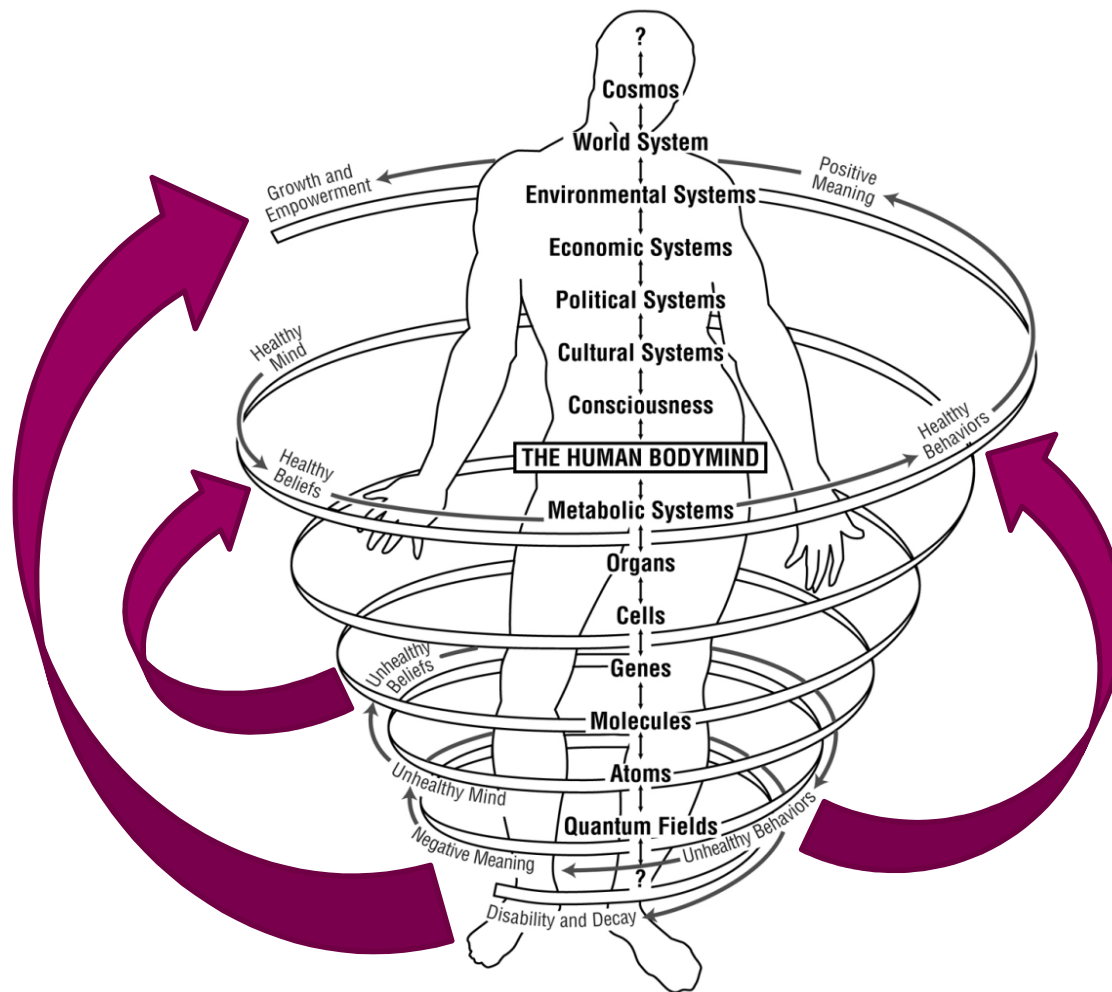 ?
Cosmos
World System
Growth and
Empowerment
Positive
Meaning
Environmental Systems
Economic Systems
Political Systems
Cultural Systems
Healthy
Mind
Consciousness
Healthy
Behaviors
THE HUMAN BODYMIND
Healthy
Beliefs
Metabolic Systems
Organs
Cells
Unhealthy
Beliefs
Genes
Molecules
Atoms
Unhealthy Mind
Quantum Fields
Unhealthy Behaviors
Negative Meaning
?
Disability and Decay